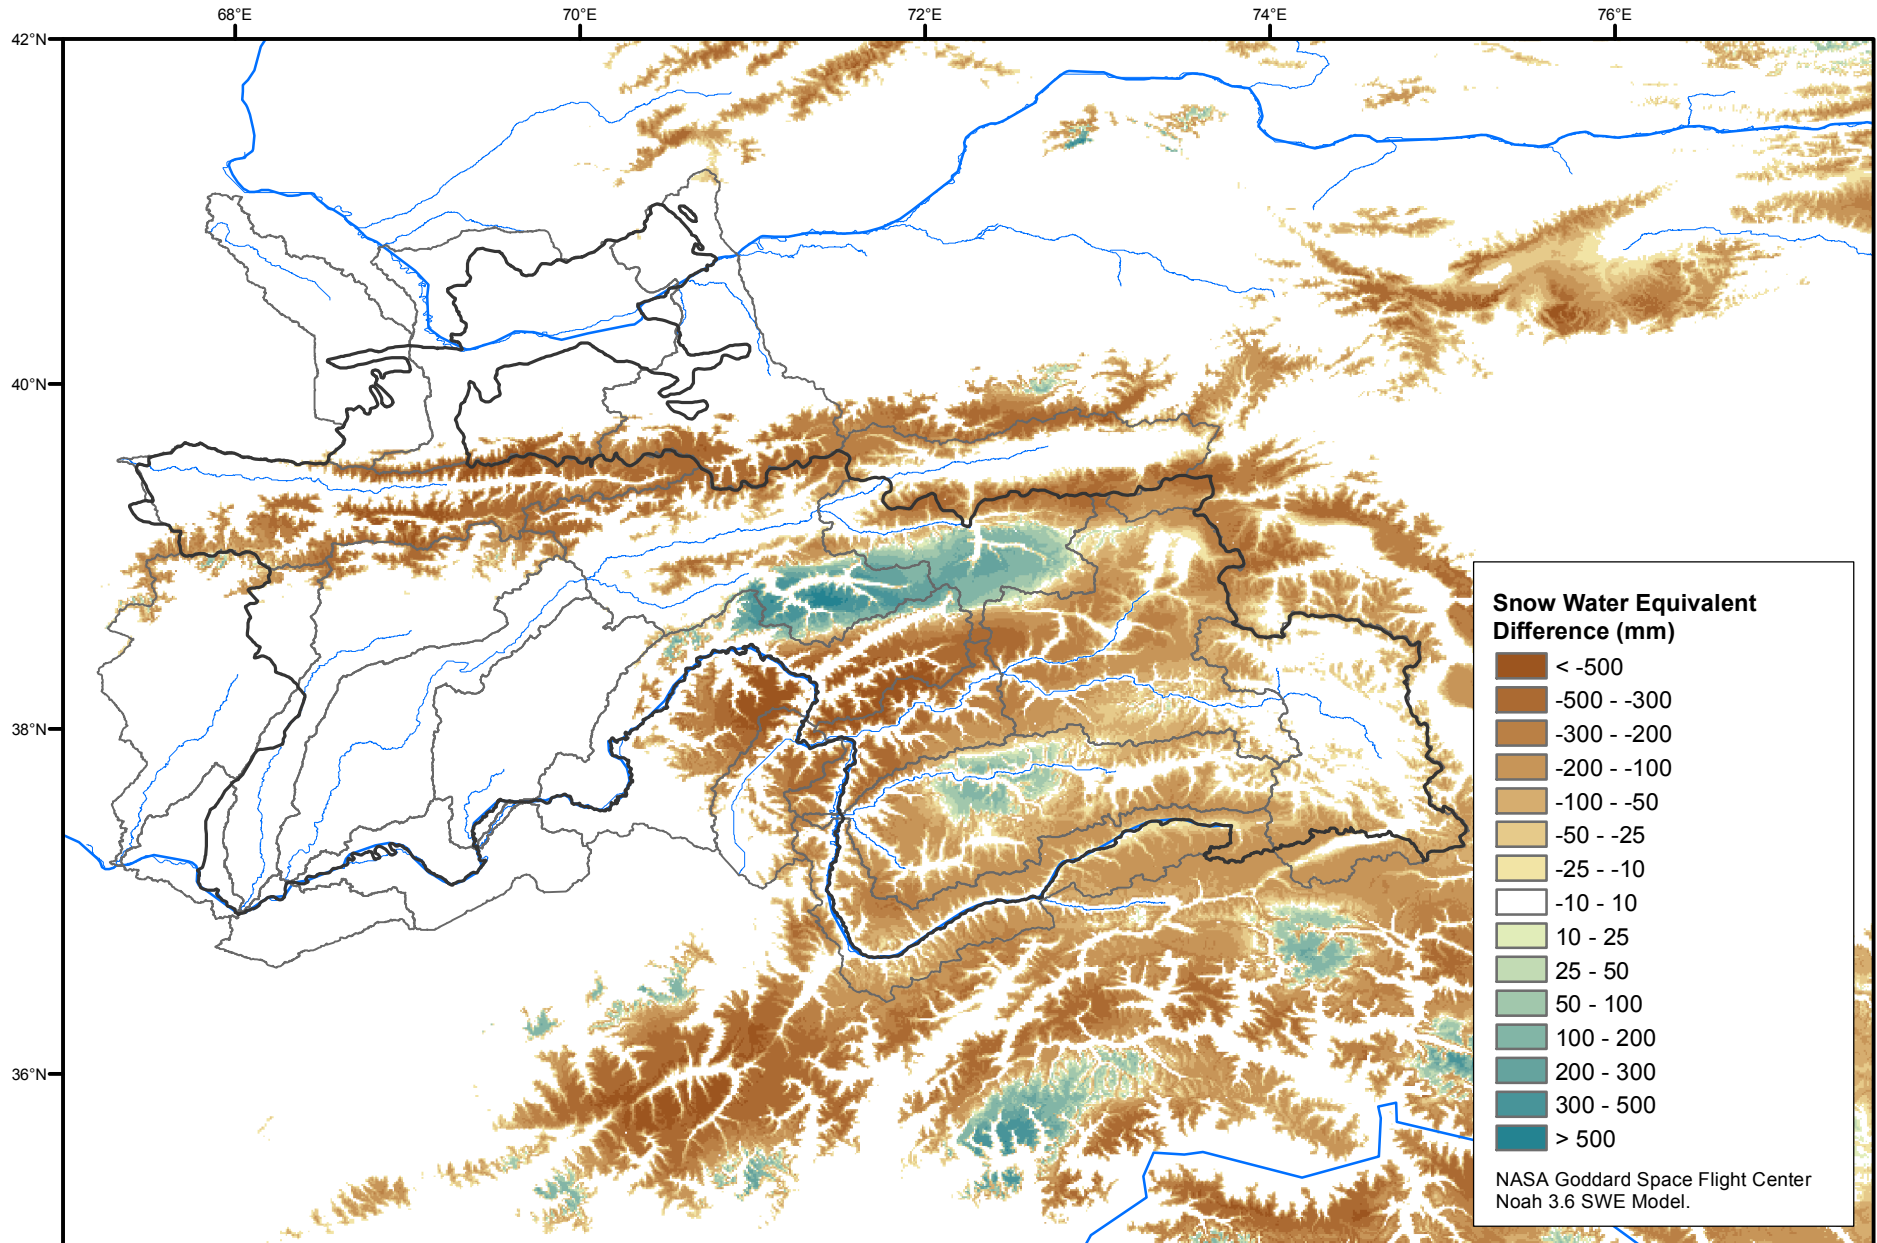 68°E
70°E
72°E
74°E
76°E
42°N
40°N
38°N
36°N
Snow Water Equivalent
Difference (mm)
< -500
-500 - -300
-300 - -200
-200 - -100
-100 - -50
-50 - -25
-25 - -10
-10 - 10
10 - 25
25 - 50
50 - 100
100 - 200
200 - 300
300 - 500
> 500
NASA Goddard Space Flight Center
Noah 3.6 SWE Model.